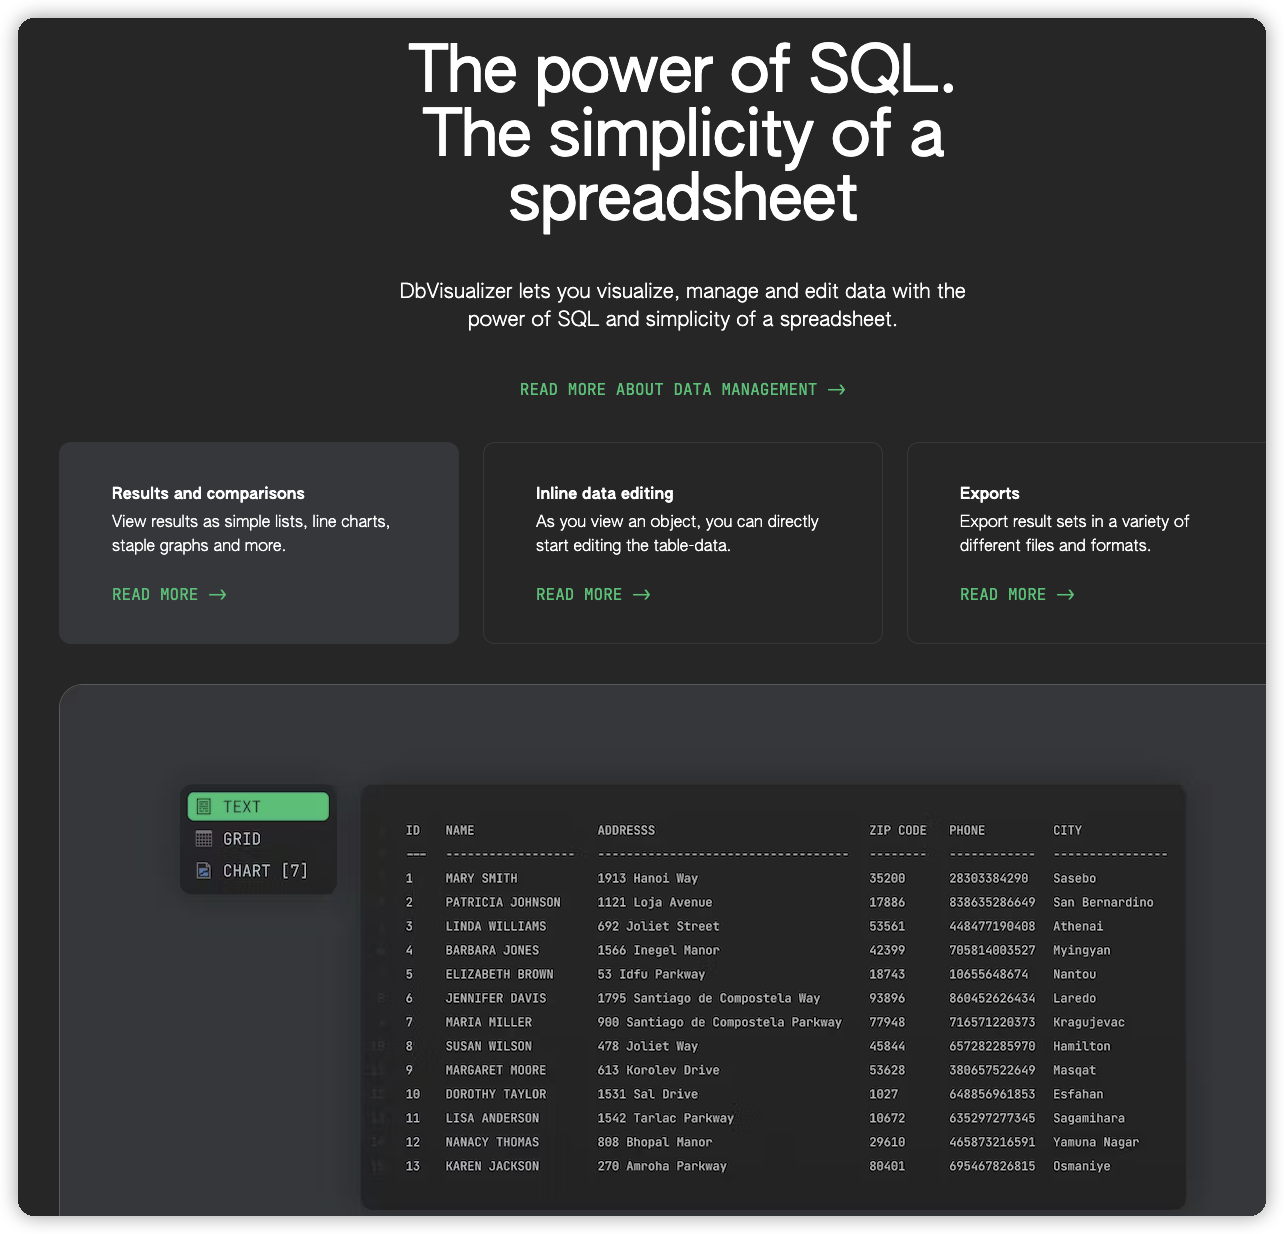 The power of SQL.
The simplicity of a
spreadsheet
DbVisualizer lets you visualize, manage and edit data with the
power of SQL and simplicity of a spreadsheet.
READ MORE ABOUT DATA MANAGEMENT →
Results and comparisons
View results as simple lists, line charts,
staple graphs and more.
READ MORE →
Inline data editing
As you view an object, you can directly
start editing the table-data.
READ MORE →
Exports
Export result sets in a variety of
different files and formats.
READ MORE →
TEXT
GRID
CHART [7]
ID NAME ADDRESSS ZIP CODE PHONE CITY
--- ------------------ ----------------------------------- -------- ------------ ----------------
1 MARY SMITH 1913 Hanoi Way 35200 28303384290 Sasebo
2 PATRICIA JOHNSON 1121 Loja Avenue 17886 838635286649 San Bernardino
3 LINDA WILLIAMS 692 Joliet Street 53561 448477190408 Athenai
4 BARBARA JONES 1566 Inegel Manor 42399 705814003527 Myingyan
5 ELIZABETH BROWN 53 Idfu Parkway 18743 10655648674 Nantou
6 JENNIFER DAVIS 1795 Santiago de Compostela Way 93896 860452626434 Laredo
7 MARIA MILLER 900 Santiago de Compostela Parkway 77948 716571220373 Kragujevac
8 SUSAN WILSON 478 Joliet Way 45844 657282285970 Hamilton
9 MARGARET MOORE 613 Korolev Drive 53628 380657522649 Masqat
10 DOROTHY TAYLOR 1531 Sal Drive 1027 648856961853 Esfahan
11 LISA ANDERSON 1542 Tarlac Parkway 10672 635297277345 Sagamihara
12 NANACY THOMAS 808 Bhopal Manor 29610 465873216591 Yamuna Nagar
13 KAREN JACKSON 270 Amroha Parkway 80401 695467826815 Osmaniye